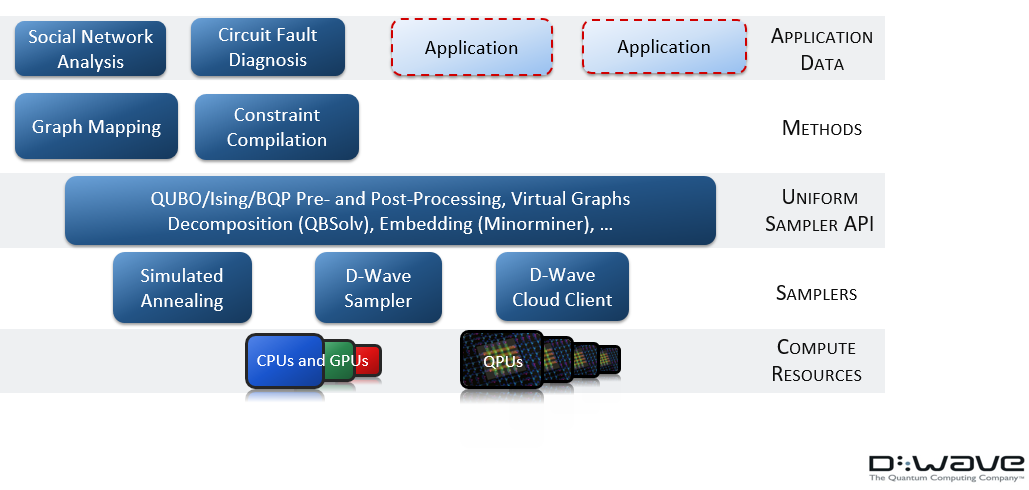 Social Network
Analysis
Circuit Fault
Diagnosis
Application
Application
APPLICATION
DATA
Graph Mapping
Constraint
Compilation
METHODS
QUBO/Ising/BQP Pre- and Post-Processing, Virtual Graphs
Decomposition (QBSolv), Embedding (Minorminer), ...
UNIFORM
SAMPLER API
Simulated
Annealing
D-Wave
Sampler
D-Wave
Cloud Client
SAMPLERS
CPUs and GPUs
QPUs
COMPUTE
RESOURCES
D:wave
The Quantum Computing Company™